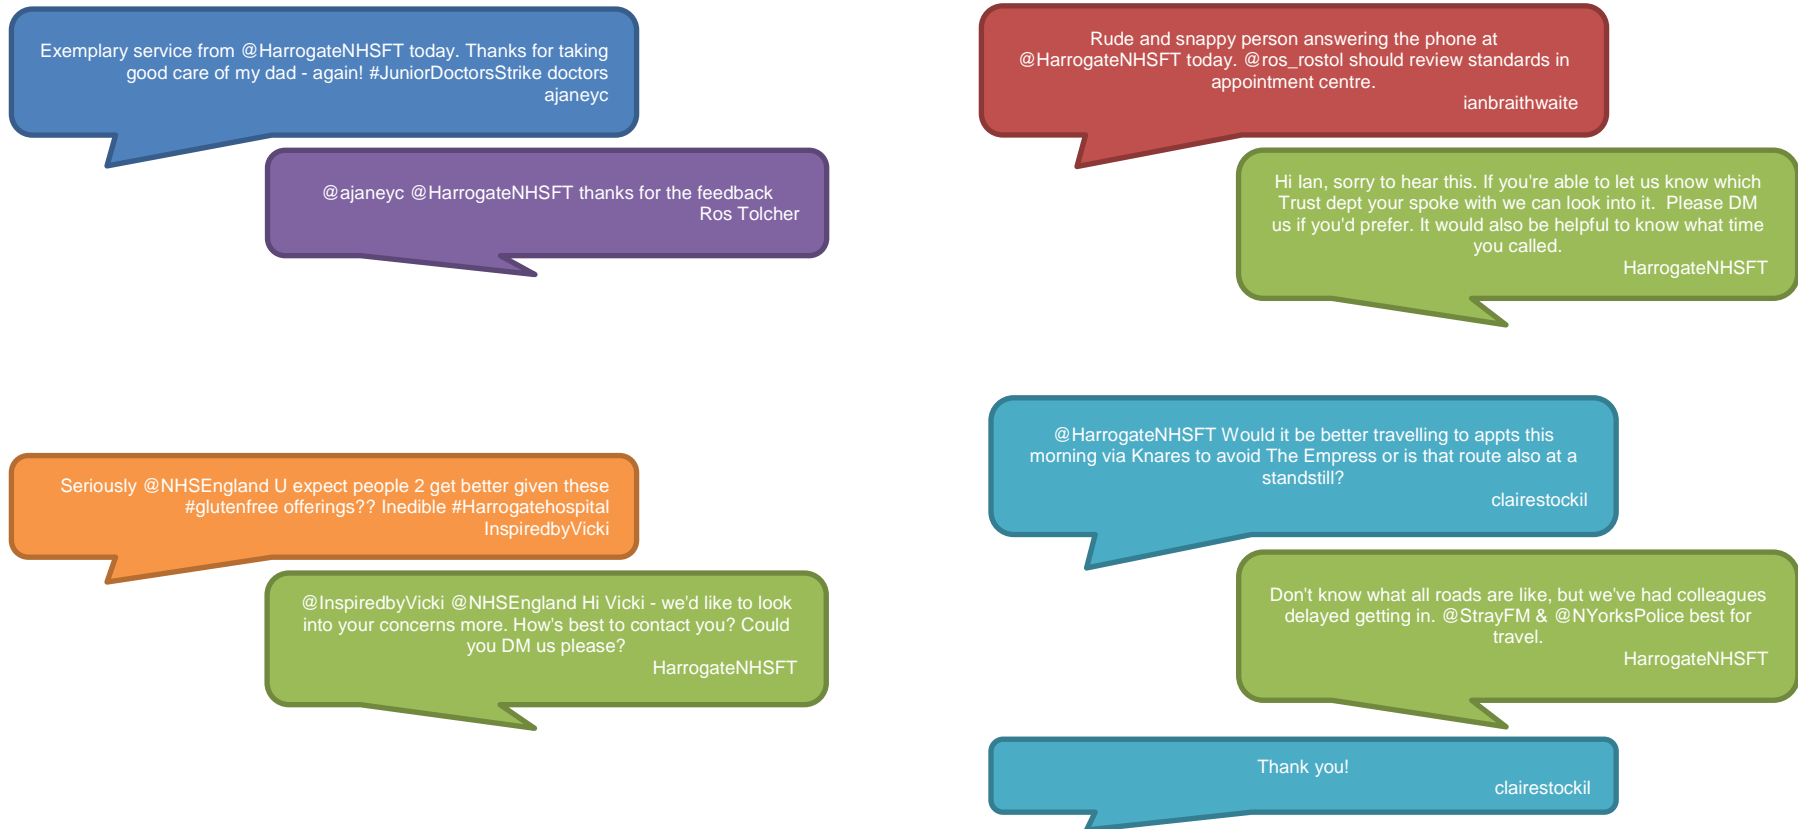 Exemplary service from @HarrogateNHSFT today. Thanks for taking
good care of my dad - again! #JuniorDoctorsStrike doctors
ajaneyc
@ajaneyc @HarrogateNHSFT thanks for the feedback
Ros Tolcher
Rude and snappy person answering the phone at
@HarrogateNHSFT today. @ros_rostol should review standards in
appointment centre.
ianbraithwaite
Hi Ian, sorry to hear this. If you're able to let us know which
Trust dept your spoke with we can look into it.  Please DM
us if you'd prefer. It would also be helpful to know what time
you called.
HarrogateNHSFT
Seriously @NHSEngland U expect people 2 get better given these
#glutenfree offerings?? Inedible #Harrogatehospital
InspiredbyVicki
@InspiredbyVicki @NHSEngland Hi Vicki - we'd like to look
into your concerns more. How's best to contact you? Could
you DM us please?
HarrogateNHSFT
@HarrogateNHSFT Would it be better travelling to appts this
morning via Knares to avoid The Empress or is that route also at a
standstill?
clairestockil
Don't know what all roads are like, but we've had colleagues
delayed getting in. @StrayFM & @NYorksPolice best for
travel.
HarrogateNHSFT
Thank you!
clairestockil